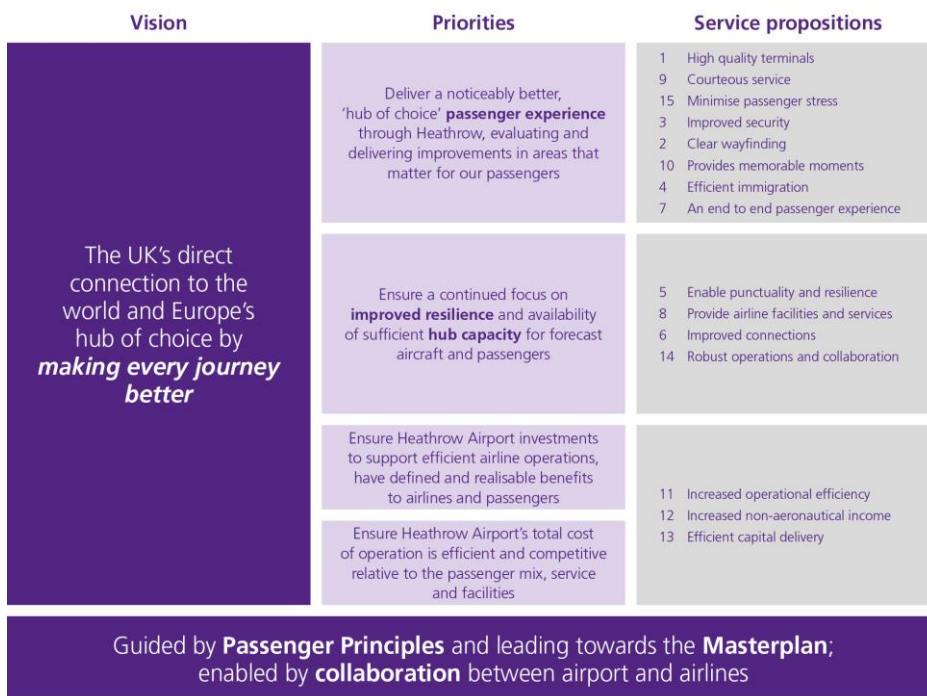 Vision
Priorities
Service propositions
The UK's direct
connection to the
world and Europe's
hub of choice by
making every journey
better
Deliver a noticeably better,
'hub of choice' passenger experience
through Heathrow, evaluating and
delivering improvements in areas that
matter for our passengers
1 High quality terminals
9 Courteous service
15 Minimise passenger stress
3 Improved security
2 Clear wayfinding
10 Provides memorable moments
4 Efficient immigration
7 An end to end passenger experience
Ensure a continued focus on
improved resilience and availability
of sufficient hub capacity for forecast
aircraft and passengers
5 Enable punctuality and resilience
8 Provide airline facilities and services
6 Improved connections
14 Robust operations and collaboration
Ensure Heathrow Airport investments
to support efficient airline operations,
have defined and realisable benefits
to airlines and passengers
Ensure Heathrow Airport's total cost
of operation is efficient and competitive
relative to the passenger mix, service
and facilities
11 Increased operational efficiency
12 Increased non-aeronautical income
13 Efficient capital delivery
Guided by Passenger Principles and leading towards the Masterplan;
enabled by collaboration between airport and airlines